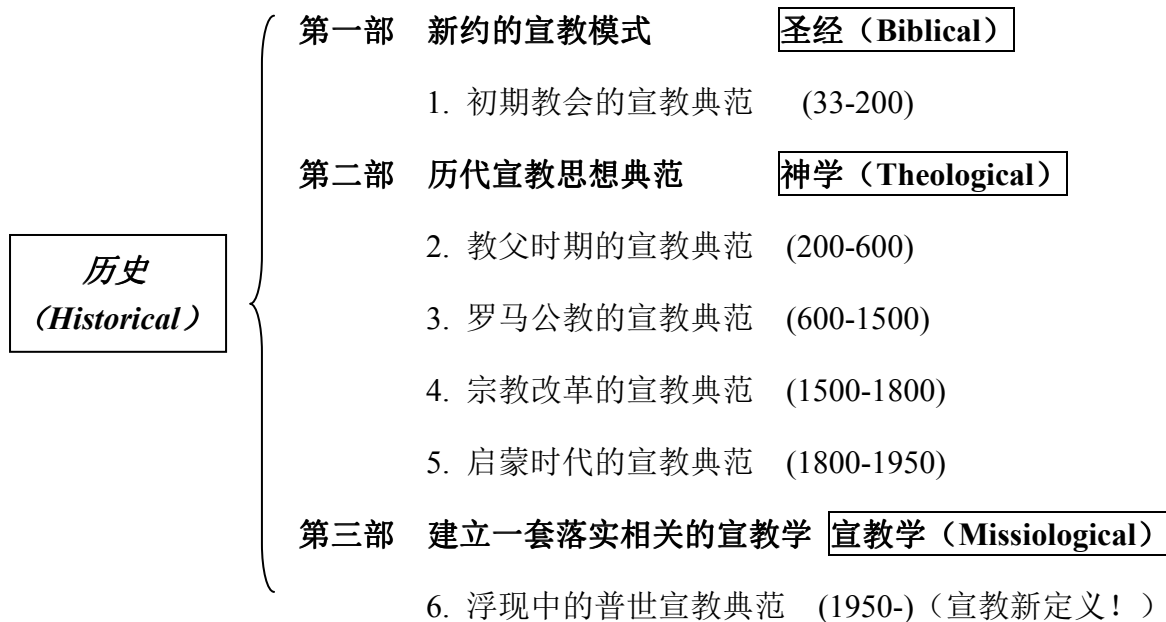 第一部 新约的宣教模式 圣经（Biblical）
1. 初期教会的宣教典范 (33-200)
第二部 历代宣教思想典范 神学（Theological）
2. 教父时期的宣教典范 (200-600)
历史
（Historical）
3. 罗马公教的宣教典范 (600-1500)
4. 宗教改革的宣教典范 (1500-1800)
5. 启蒙时代的宣教典范 (1800-1950)
第三部 建立一套落实相关的宣教学 宣教学（Missiological）
6. 浮现中的普世宣教典范 (1950-)（宣教新定义！）